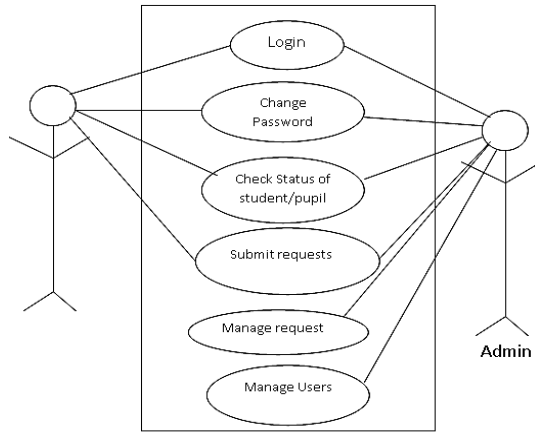 Login
Change
Password
Check Status of
student/pupil
Submit requests
Manage request
Manage Users
Admin